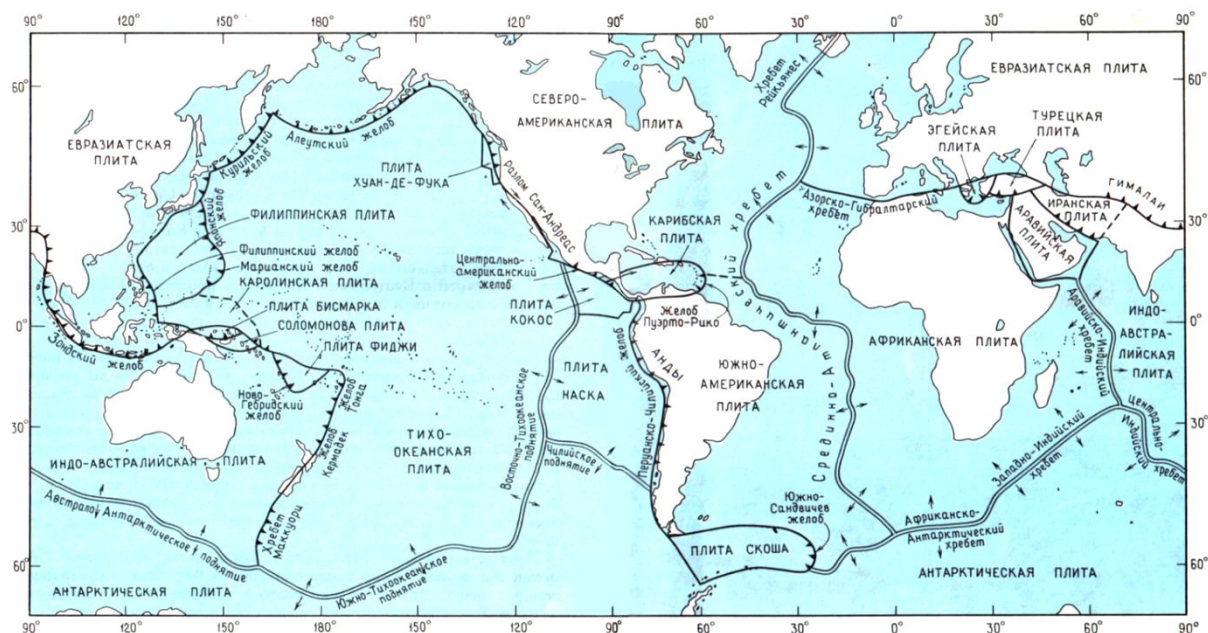 90° 120° 150° 180° 150° 120° 90° 60° 30° 0° 30° 60° 90°
60°
30°
0°
30°
60°
ЕВРАЗИАТСКАЯ
ПЛИТА
Курильский
желоб
Алеутский желоб
Японский
желоб
ФИЛИППИНСКАЯ ПЛИТА
Филиппинский желоб
Марианский желоб
КАРОЛИНСКАЯ ПЛИТА
ПЛИТА БИСМАРКА
СОЛОМОНОВА ПЛИТА
ПЛИТА ФИДЖИ
Зондский желоб
Ново-
Гебридский
желоб
Желоб
Тонга
Желоб
Кермадек
ИНДО-АВСТРАЛИЙСКАЯ ПЛИТА
Австрало-Антарктическое
поднятие
Хребет
Маккуори
АНТАРКТИЧЕСКАЯ ПЛИТА
Южно-Тихоокеанское
поднятие
ТИХО-
ОКЕАНСКАЯ
ПЛИТА
СЕВЕРО-
АМЕРИКАНСКАЯ ПЛИТА
ПЛИТА
ХУАН-ДЕ-ФУКА
Разлом Сан-Андреас
Центрально-
американский
желоб
КАРИБСКАЯ
ПЛИТА
ПЛИТА
КОКОС
Желоб
Пуэрто-Рико
ПЛИТА
НАСКА
Восточно-Тихоокеанское
поднятие
Чилийское
поднятие
Перуанско-Чилийский
желоб
АНДЫ
ЮЖНО-
АМЕРИКАНСКАЯ
ПЛИТА
Южно-
Сандвичев
желоб
ПЛИТА СКОША
Хребет
Рейкьянес
Срединно-Атлантический хребет
Азорско-Гибралтарский
хребет
ЕВРАЗИАТСКАЯ ПЛИТА
ЭГЕЙСКАЯ
ПЛИТА
ТУРЕЦКАЯ
ПЛИТА
ГИМАЛАИ
ИРАНСКАЯ
ПЛИТА
АРАВИЙСКАЯ
ПЛИТА
АФРИКАНСКАЯ ПЛИТА
ИНДО-
АВСТРА-
ЛИЙСКАЯ
ПЛИТА
Аравийско-Индийский
хребет
Западно-Индийский
хребет
Центрально-
Индийский
хребет
Африканско-
Антарктический
хребет
АНТАРКТИЧЕСКАЯ ПЛИТА
60°
30°
0°
30°
60°
90° 120° 150° 180° 150° 120° 90° 60° 30° 0° 30° 60° 90°